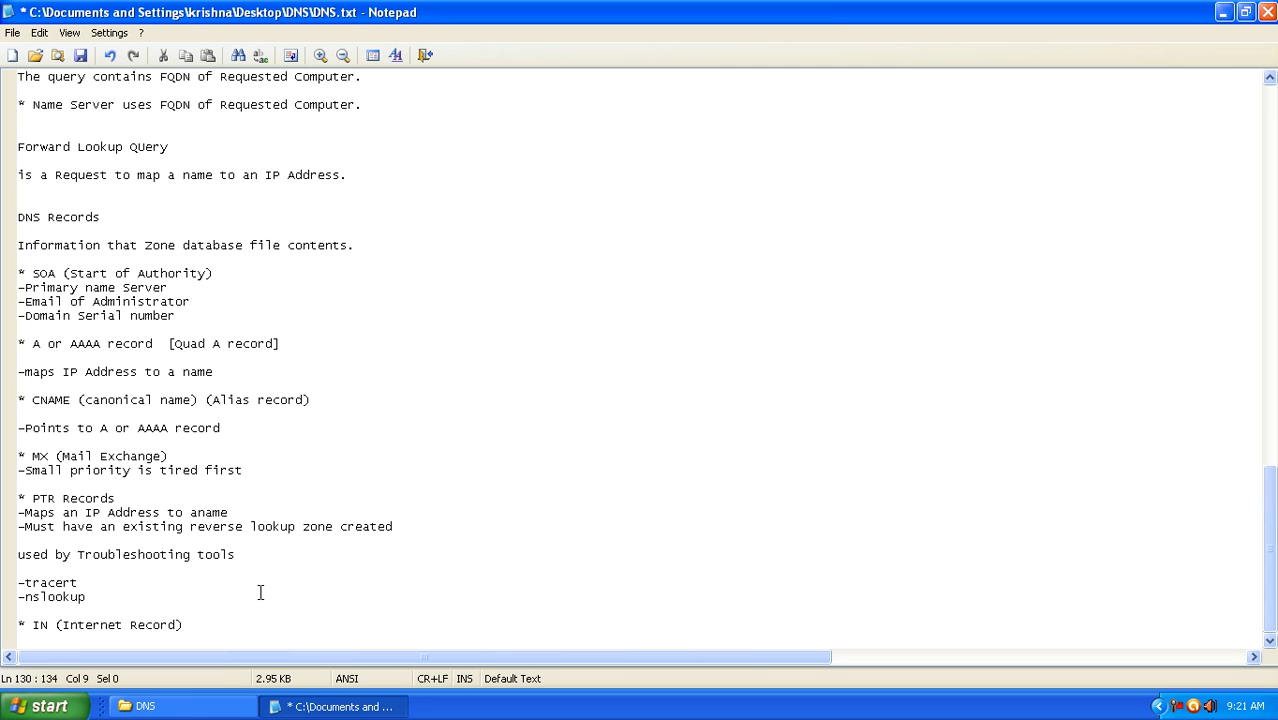 * C:\Documents and Settings\krishna\Desktop\DNS\DNS.txt - Notepad
File Edit View Settings ?
The query contains FQDN of Requested Computer.
* Name Server uses FQDN of Requested Computer.
Forward Lookup QUery
is a Request to map a name to an IP Address.
DNS Records
Information that Zone database file contents.
* SOA (Start of Authority)
-Primary name Server
-Email of Administrator
-Domain Serial number
* A or AAAA record  [Quad A record]
-maps IP Address to a name
* CNAME (canonical name) (Alias record)
-Points to A or AAAA record
* MX (Mail Exchange)
-Small priority is tired first
* PTR Records
-Maps an IP Address to aname
-Must have an existing reverse lookup zone created
used by Troubleshooting tools
-tracert
-nslookup
* IN (Internet Record)
Ln 130 : 134 Col 9 Sel 0 2.95 KB ANSI CR+LF INS Default Text
start DNS * C:\Documents and ... 9:21 AM